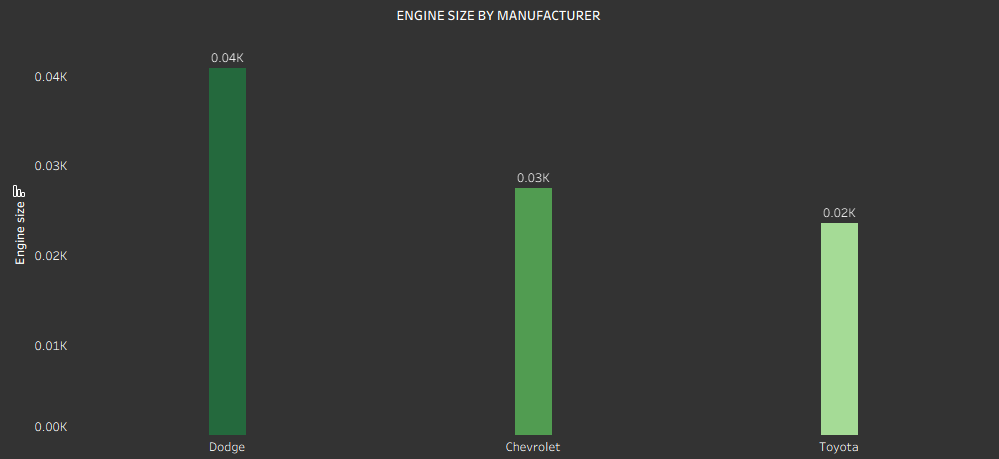 ENGINE SIZE BY MANUFACTURER
0.04K
0.04K
0.03K
0.03K
0.02K
Engine size
0.02K
0.01K
0.00K
Dodge
Chevrolet
Toyota